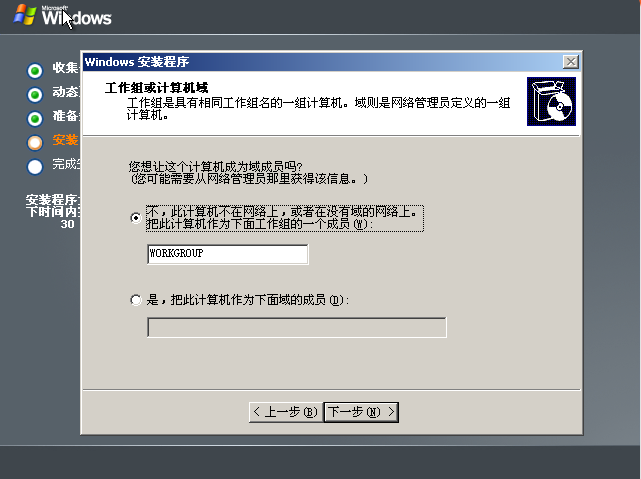 Microsoft
Windows
收集
动态
准备
安装
完成
安装程序
下时间内
30
Windows 安装程序
工作组或计算机域
工作组是具有相同工作组名的一组计算机。域则是网络管理员定义的一组
计算机。
您想让这个计算机成为域成员吗?
(您可能需要从网络管理员那里获得该信息。)
不，此计算机不在网络上，或者在没有域的网络上。
把此计算机作为下面工作组的一个成员(W):
WORKGROUP
是，把此计算机作为下面域的成员(D):
< 上一步(B)
下一步(N) >